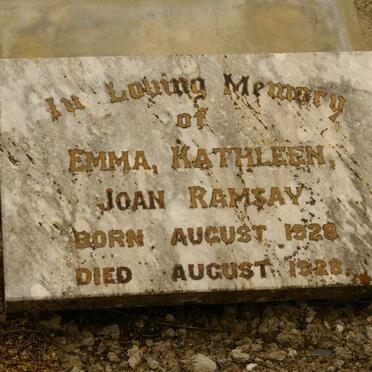 In Loving Memory
of
EMMA, KATHLEEN,
JOAN RAMSAY.
BORN AUGUST 1928
DIED AUGUST 1928.